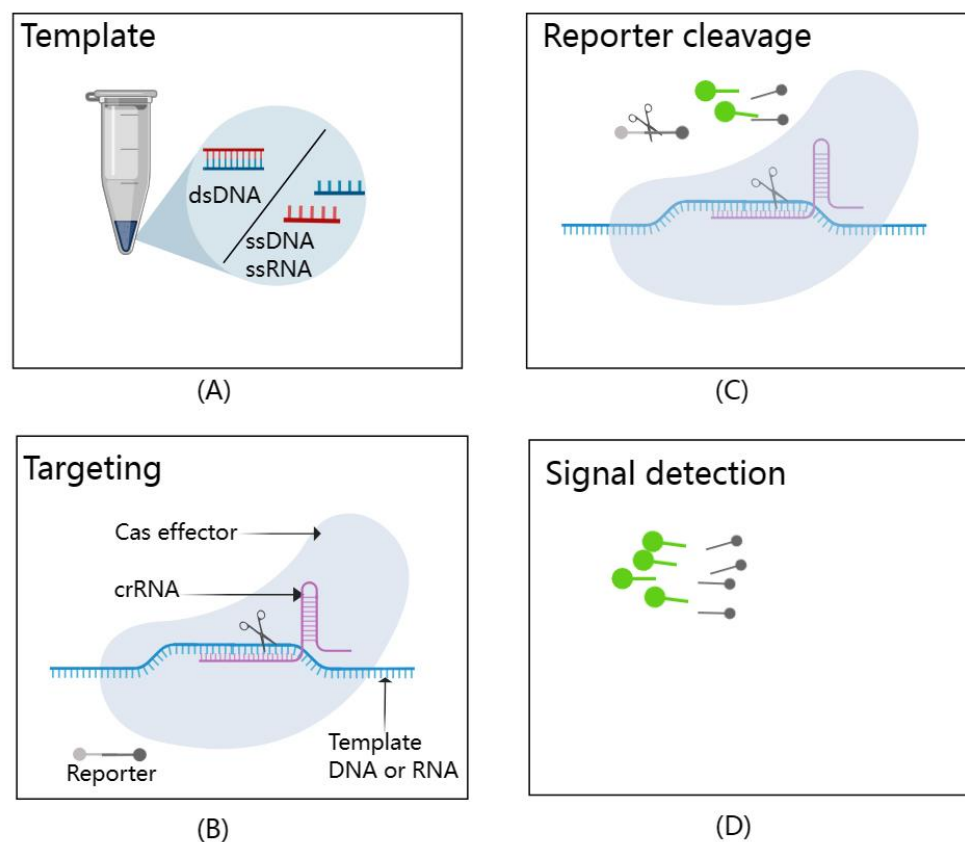 Template
dsDNA
ssDNA
ssRNA
(A)
Targeting
Cas effector
crRNA
Template
DNA or RNA
Reporter
(B)
Reporter cleavage
(C)
Signal detection
(D)